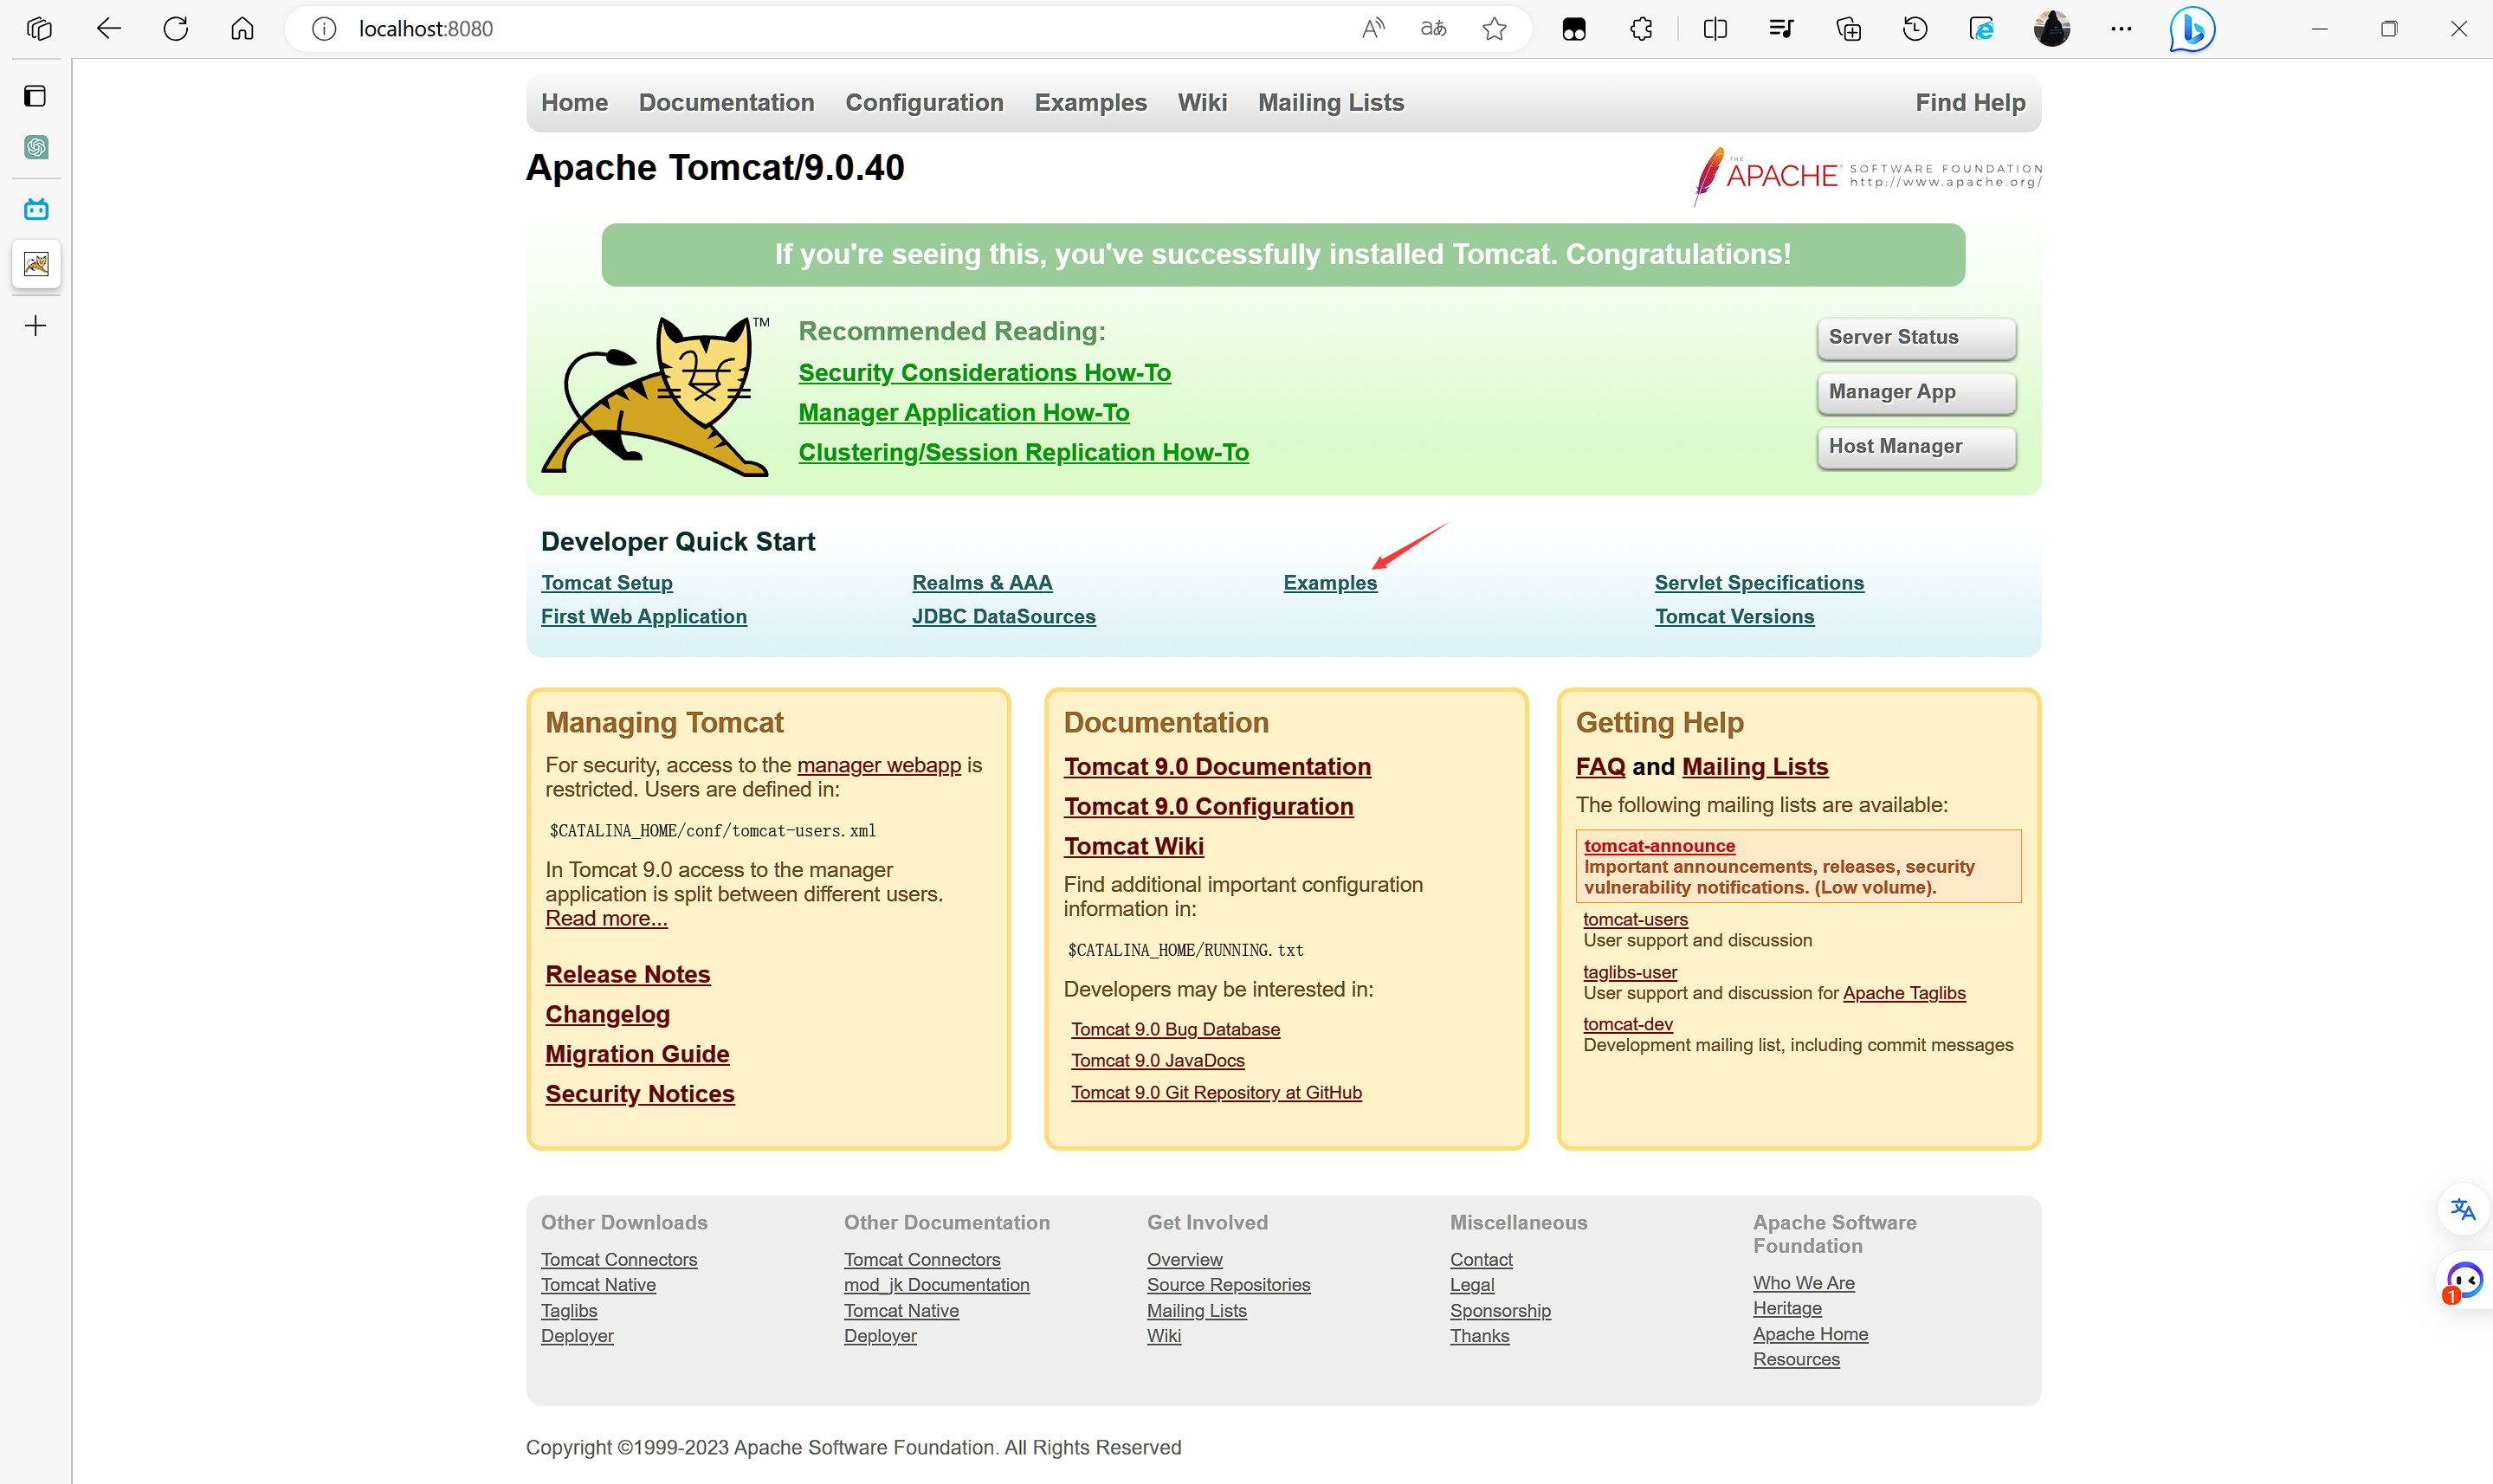 localhost:8080
Home Documentation Configuration Examples Wiki Mailing Lists Find Help
Apache Tomcat/9.0.40
THE APACHE® SOFTWARE FOUNDATION
http://www.apache.org/
If you're seeing this, you've successfully installed Tomcat. Congratulations!
TM
Recommended Reading:
Security Considerations How-To
Manager Application How-To
Clustering/Session Replication How-To
Server Status
Manager App
Host Manager
Developer Quick Start
Tomcat Setup
First Web Application
Realms & AAA
JDBC DataSources
Examples
Servlet Specifications
Tomcat Versions
Managing Tomcat
For security, access to the manager webapp is
restricted. Users are defined in:
$CATALINA_HOME/conf/tomcat-users.xml
In Tomcat 9.0 access to the manager
application is split between different users.
Read more...
Release Notes
Changelog
Migration Guide
Security Notices
Documentation
Tomcat 9.0 Documentation
Tomcat 9.0 Configuration
Tomcat Wiki
Find additional important configuration
information in:
$CATALINA_HOME/RUNNING.txt
Developers may be interested in:
Tomcat 9.0 Bug Database
Tomcat 9.0 JavaDocs
Tomcat 9.0 Git Repository at GitHub
Getting Help
FAQ and Mailing Lists
The following mailing lists are available:
tomcat-announce
Important announcements, releases, security
vulnerability notifications. (Low volume).
tomcat-users
User support and discussion
taglibs-user
User support and discussion for Apache Taglibs
tomcat-dev
Development mailing list, including commit messages
Other Downloads
Tomcat Connectors
Tomcat Native
Taglibs
Deployer
Other Documentation
Tomcat Connectors
mod_jk Documentation
Tomcat Native
Deployer
Get Involved
Overview
Source Repositories
Mailing Lists
Wiki
Miscellaneous
Contact
Legal
Sponsorship
Thanks
Apache Software
Foundation
Who We Are
Heritage
Apache Home
Resources
1
Copyright ©1999-2023 Apache Software Foundation. All Rights Reserved